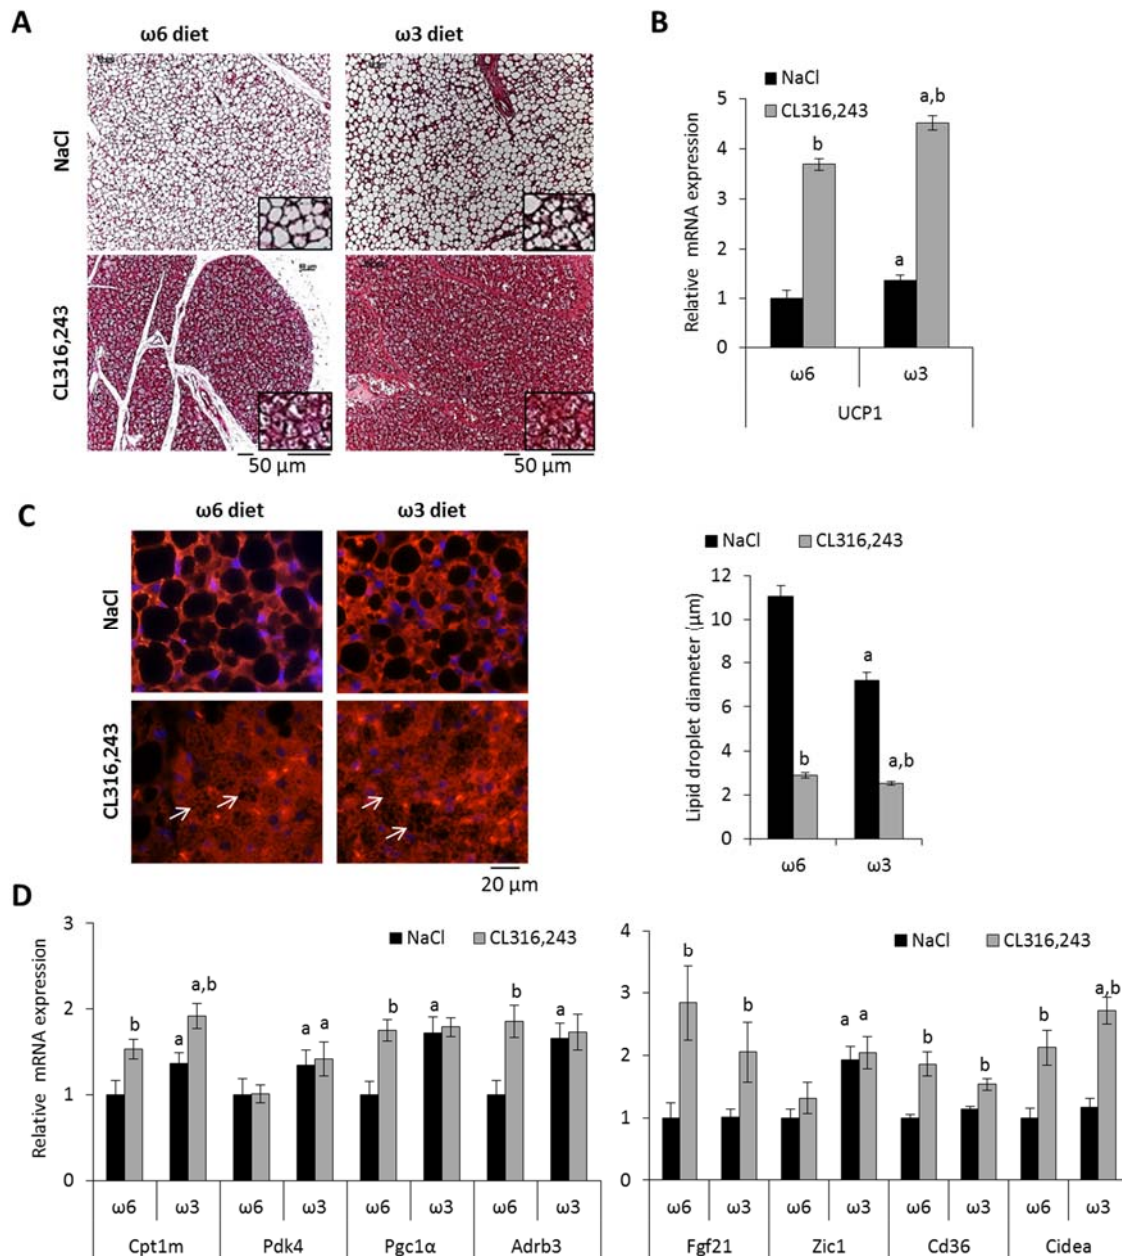 A
ω6 diet
ω3 diet
NaCl
CL316,243
50 µm
50 µm
B
NaCl
CL316,243
Relative mRNA expression
5
4
3
2
1
0
b
a
a,b
ω6
ω3
UCP1
C
ω6 diet
ω3 diet
NaCl
CL316,243
20 µm
NaCl
CL316,243
Lipid droplet diameter (µm)
12
10
8
6
4
2
0
b
a
a,b
ω6
ω3
D
Relative mRNA expression
3
2
1
0
NaCl
CL316,243
b
a
a,b
a
a
b
a
b
a
ω6
ω3
ω6
ω3
ω6
ω3
ω6
ω3
Cpt1m
Pdk4
Pgc1α
Adrb3
4
3
2
1
0
NaCl
CL316,243
b
b
a
a
b
b
b
a,b
ω6
ω3
ω6
ω3
ω6
ω3
ω6
ω3
Fgf21
Zic1
Cd36
Cidea